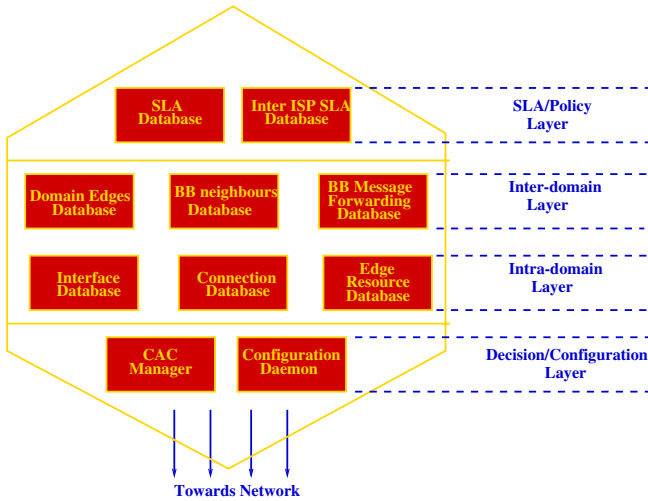 SLA
Database
Inter ISP SLA
Database
SLA/Policy
Layer
Domain Edges
Database
BB neighbours
Database
BB Message
Forwarding
Database
Inter-domain
Layer
Interface
Database
Connection
Database
Edge
Resource
Database
Intra-domain
Layer
CAC
Manager
Configuration
Daemon
Decision/Configuration
Layer
Towards Network